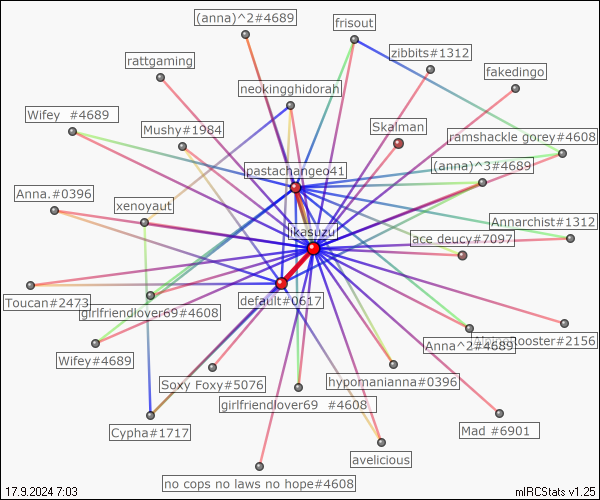 (anna)^2#4689
frisout
zibbits#1312
rattgaming
fakedingo
neokingghidorah
Wifey #4689
Skalman
Mushy#1984
ramshackle gorey#4608
(anna)^3#4689
pastachangeo41
Anna.#0396
xenoyaut
Annarchist#1312
likasuzu
ace deucy#7097
Toucan#2473
default#0617
girlfriendlover69#4608
Anna^2#4689
ooster#2156
Wifey#4689
Soxy Foxy#5076
hypomanianna#0396
girlfriendlover69 #4608
Cypha#1717
Mad #6901
avelicious
no cops no laws no hope#4608
17.9.2024 7:03
mIRCStats v1.25